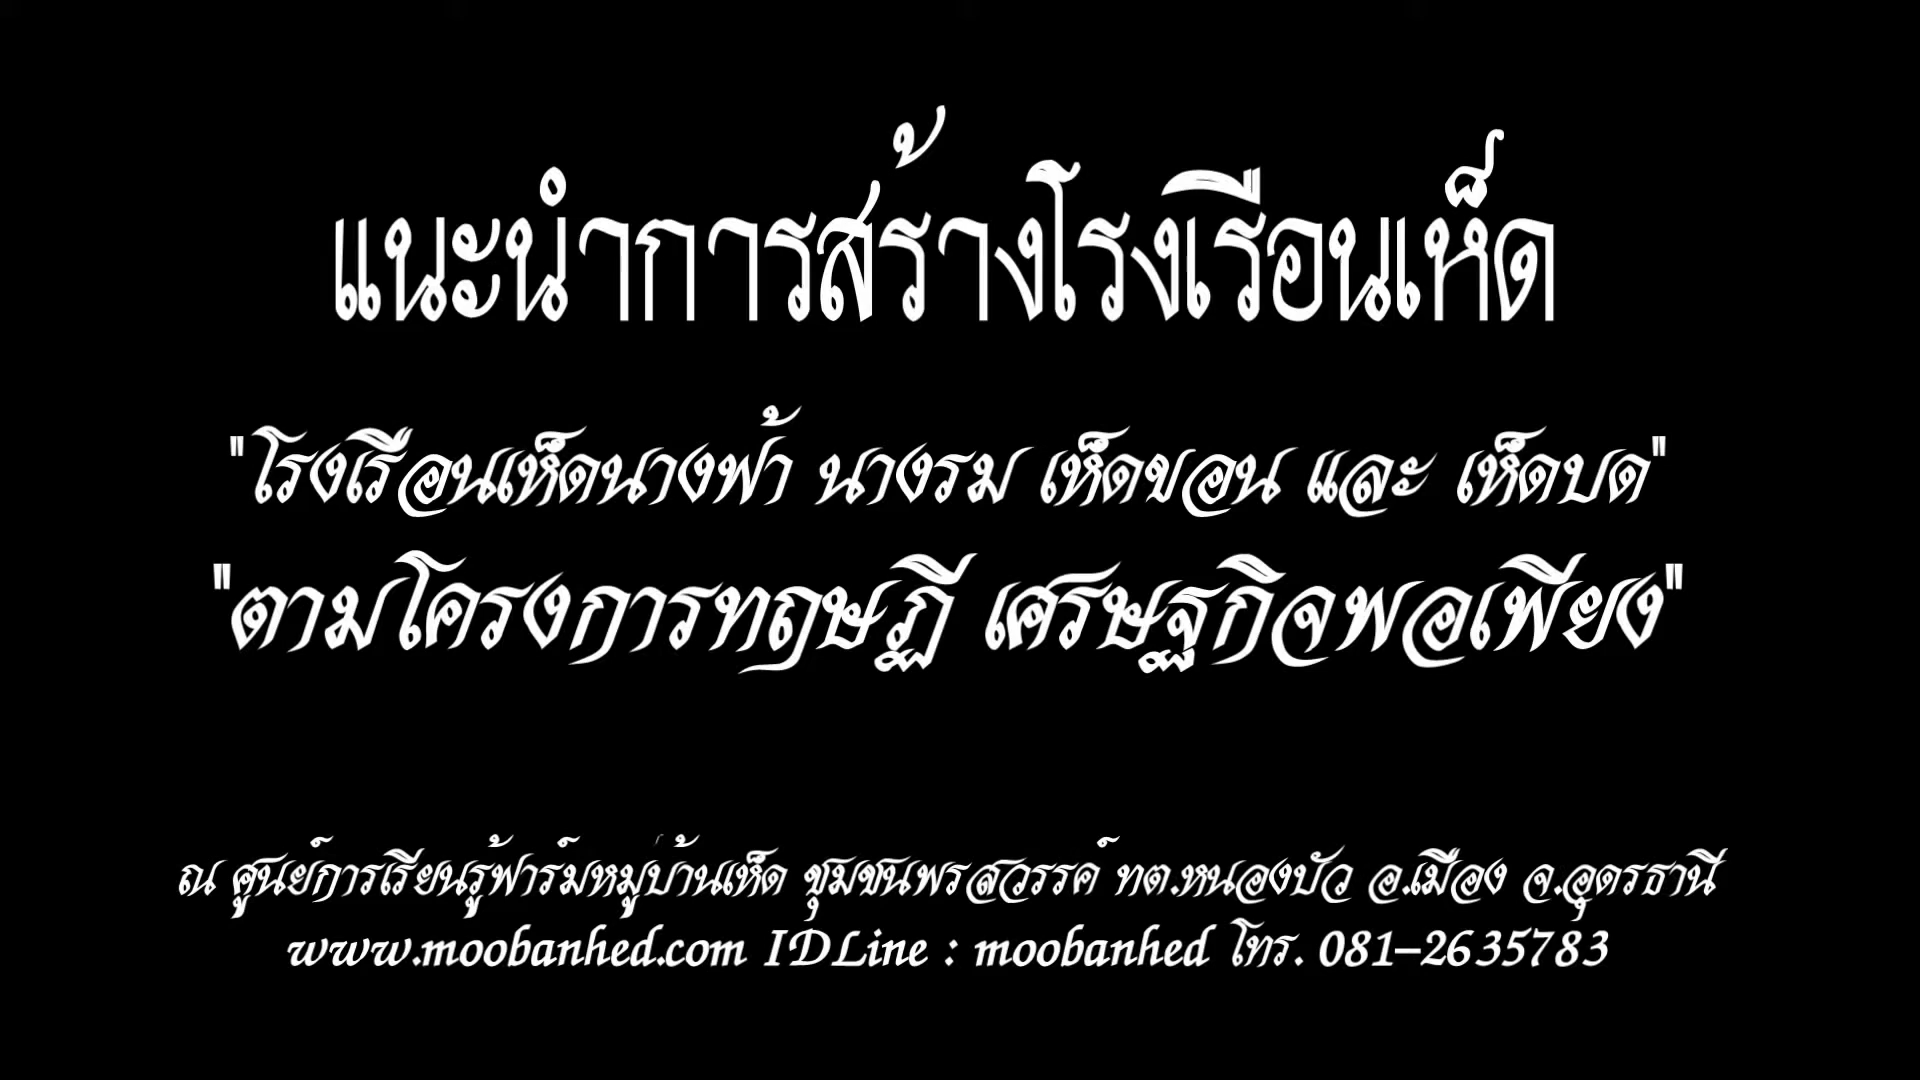 แนะนำการสร้างโรงเรือนเห็ด
"โรงเรือนเห็ดนางฟ้า นางรม เห็ดขอน และ เห็ดบด"
"ตามโครงการทฤษฏี เศรษฐกิจพอเพียง"
ณ ศูนย์การเรียนรู้ฟาร์มหมู่บ้านเห็ด ชุมชนพรสวรรค์ ทต.หนองบัว อ.เมือง จ.อุดรธานี
www.moobanhed.com IDLine : moobanhed โทร. 081-2635783